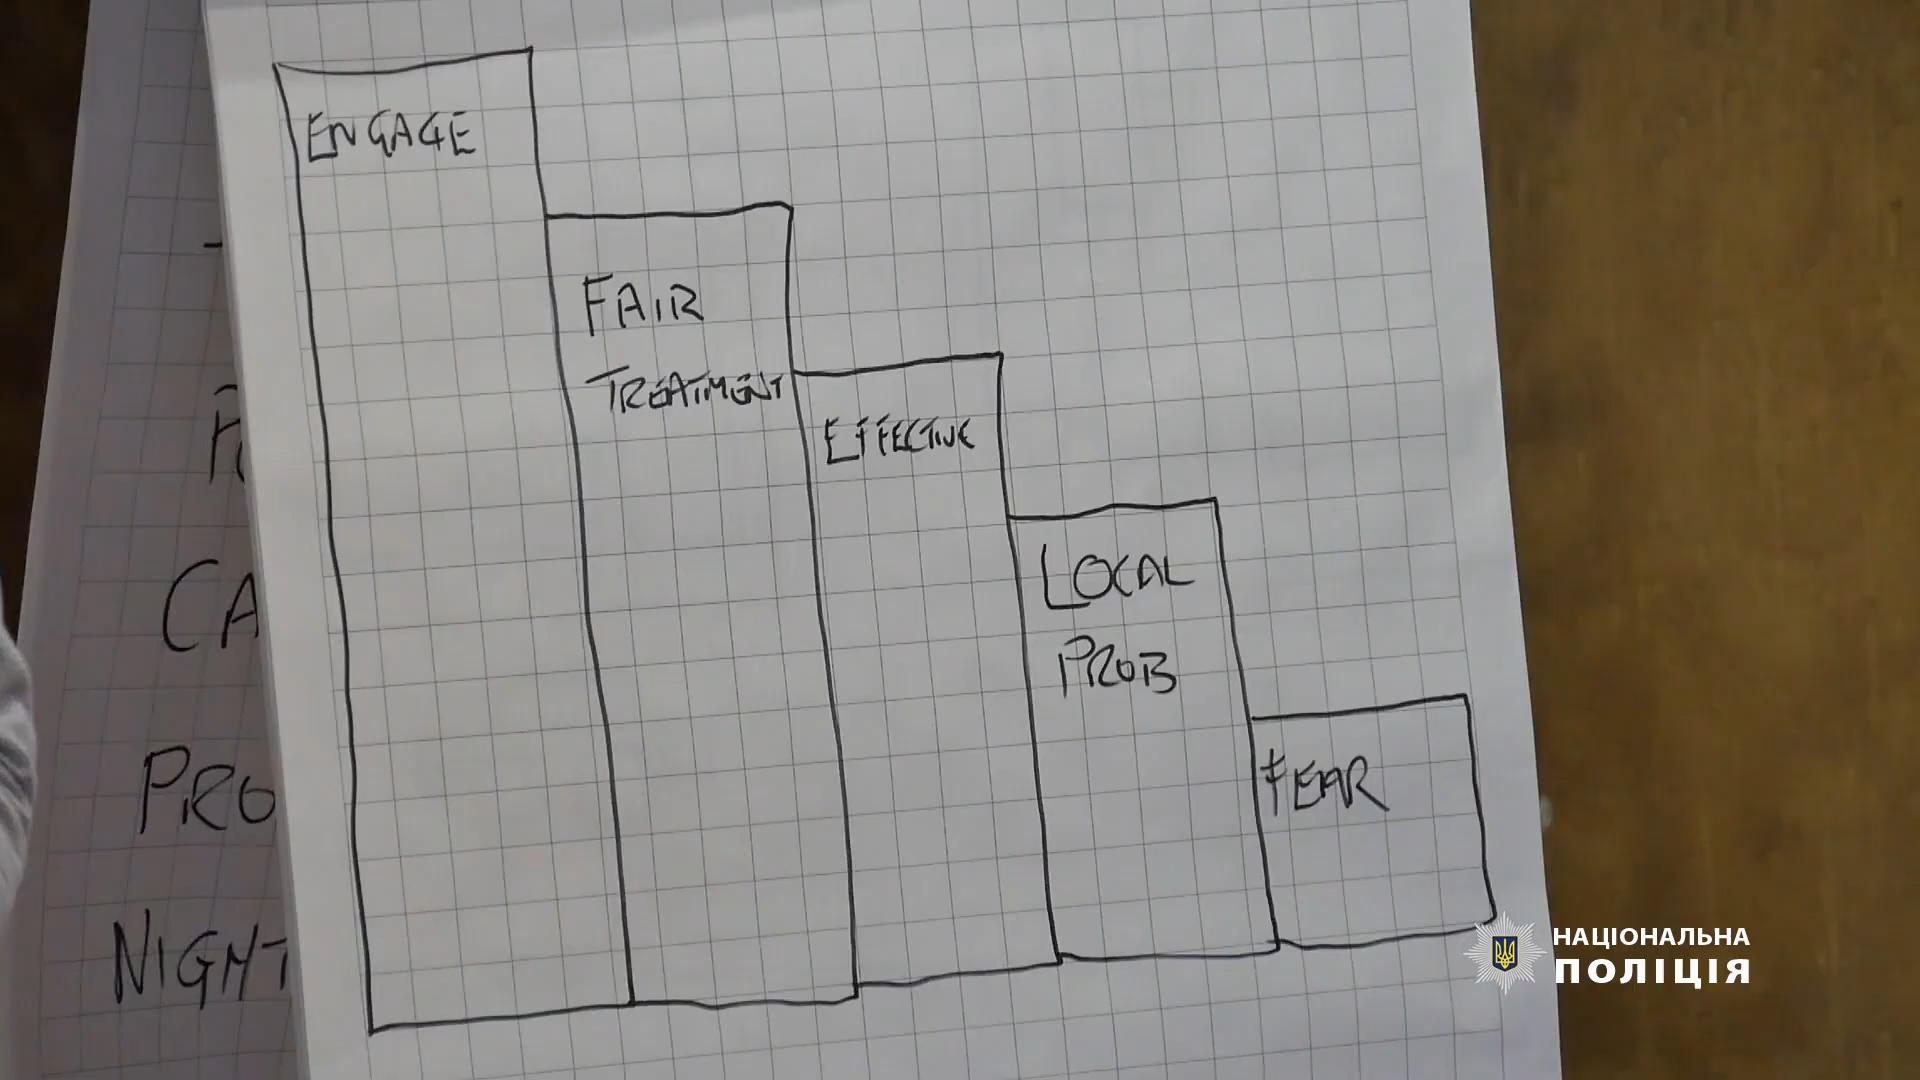 ENGAGE
FAIR
TREATMENT
EFFECTIVE
LOCAL
PROB
FEAR
CA
PRO
NIGHT
НАЦІОНАЛЬНА
ПОЛІЦІЯ